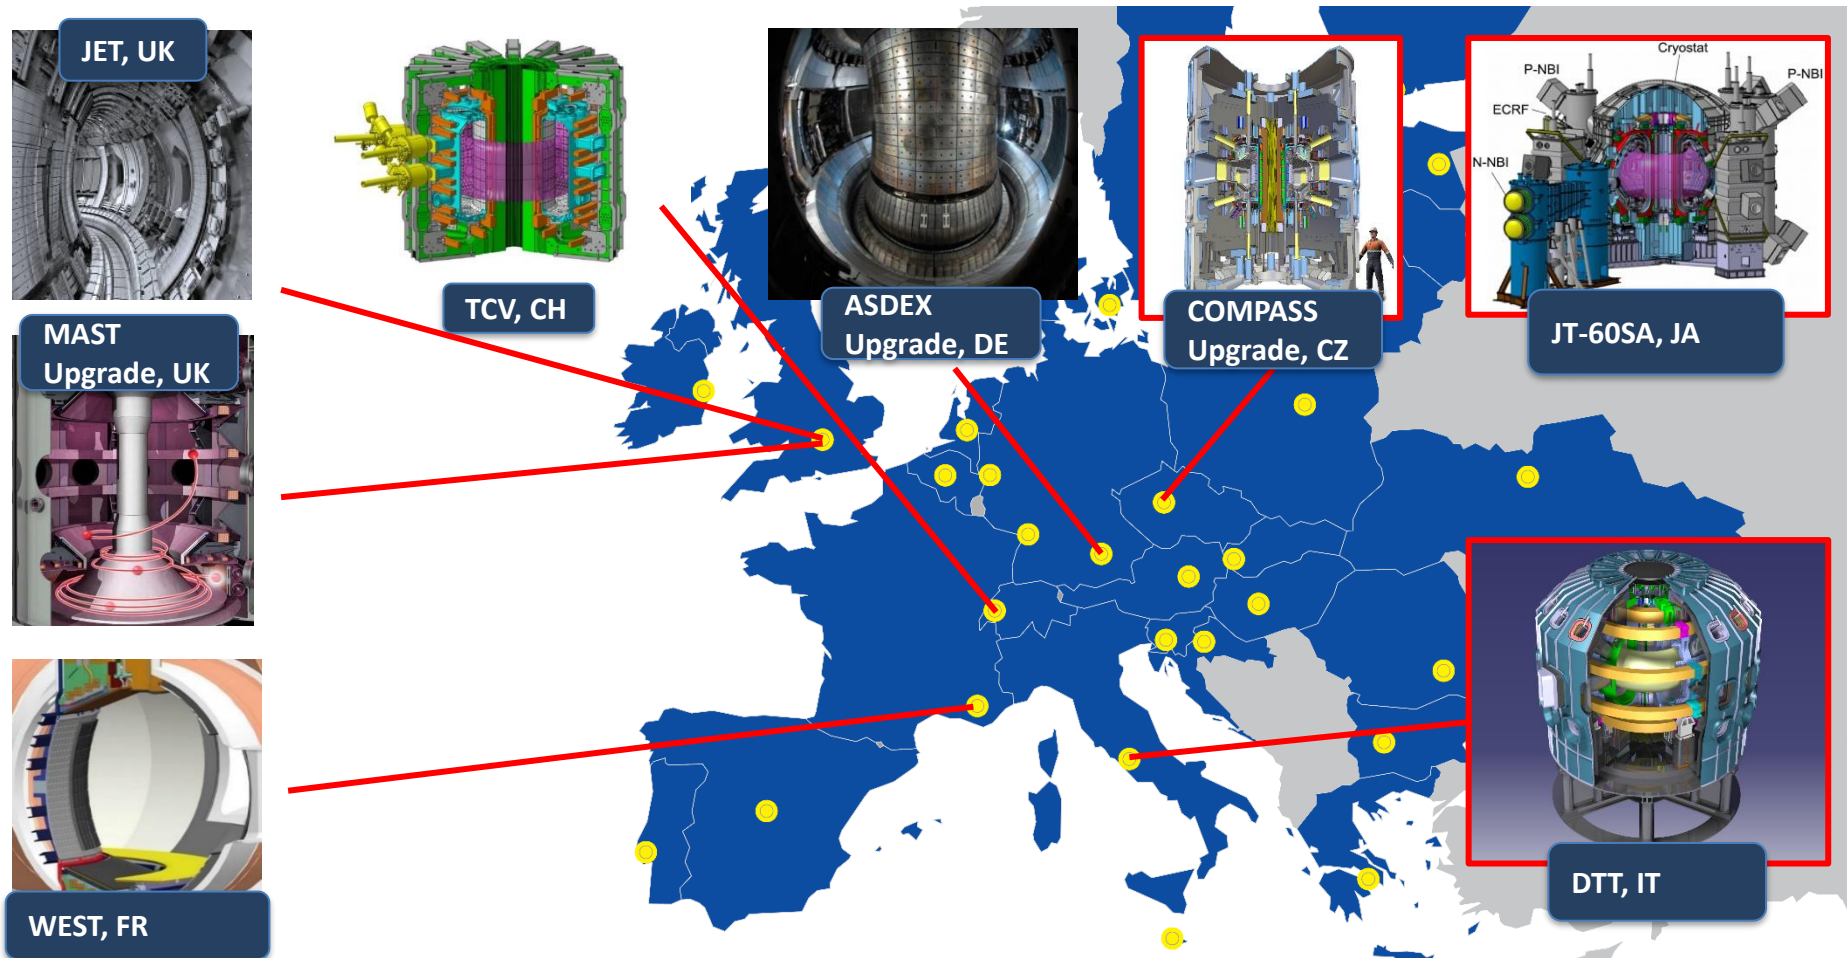 JET, UK
TCV, CH
ASDEX
Upgrade, DE
COMPASS
Upgrade, CZ
Cryostat
P-NBI
P-NBI
ECRF
N-NBI
JT-60SA, JA
MAST
Upgrade, UK
WEST, FR
DTT, IT